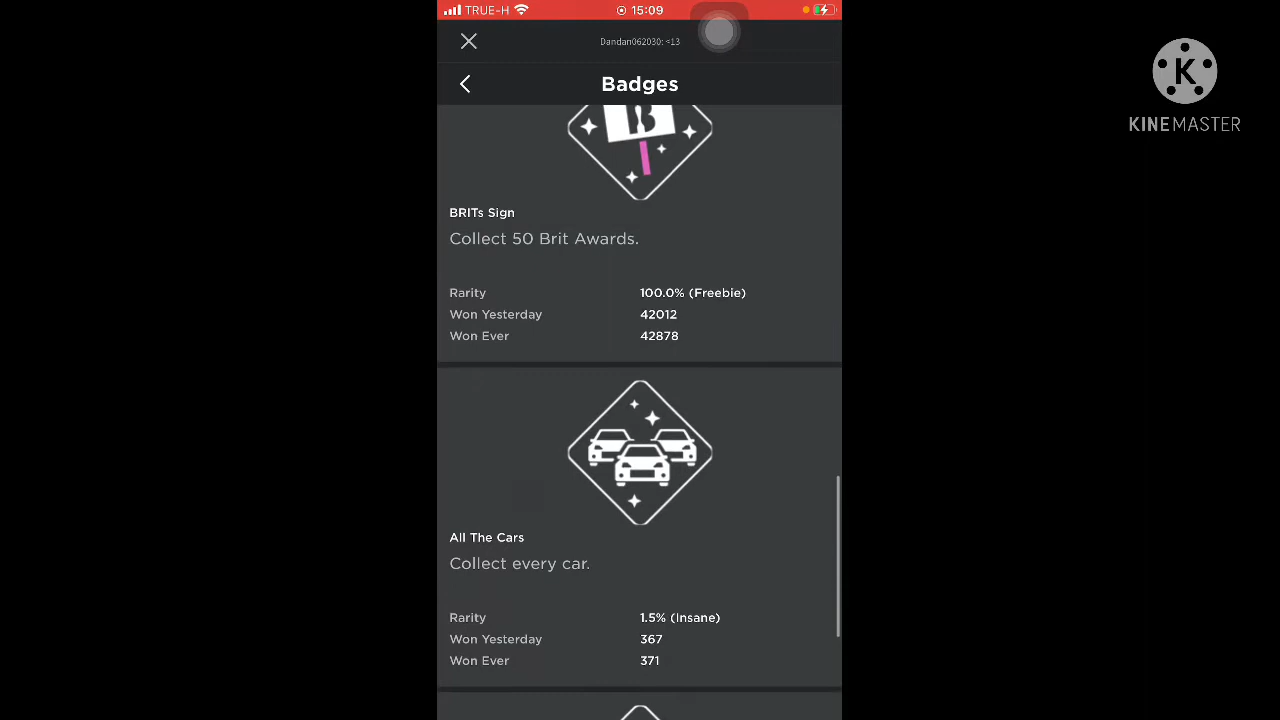 TRUE-H
15:09
Dandan062030: <13
Badges
K
KINEMASTER
B
BRITs Sign
Collect 50 Brit Awards.
Rarity 100.0% (Freebie)
Won Yesterday 42012
Won Ever 42878
All The Cars
Collect every car.
Rarity 1.5% (Insane)
Won Yesterday 367
Won Ever 371